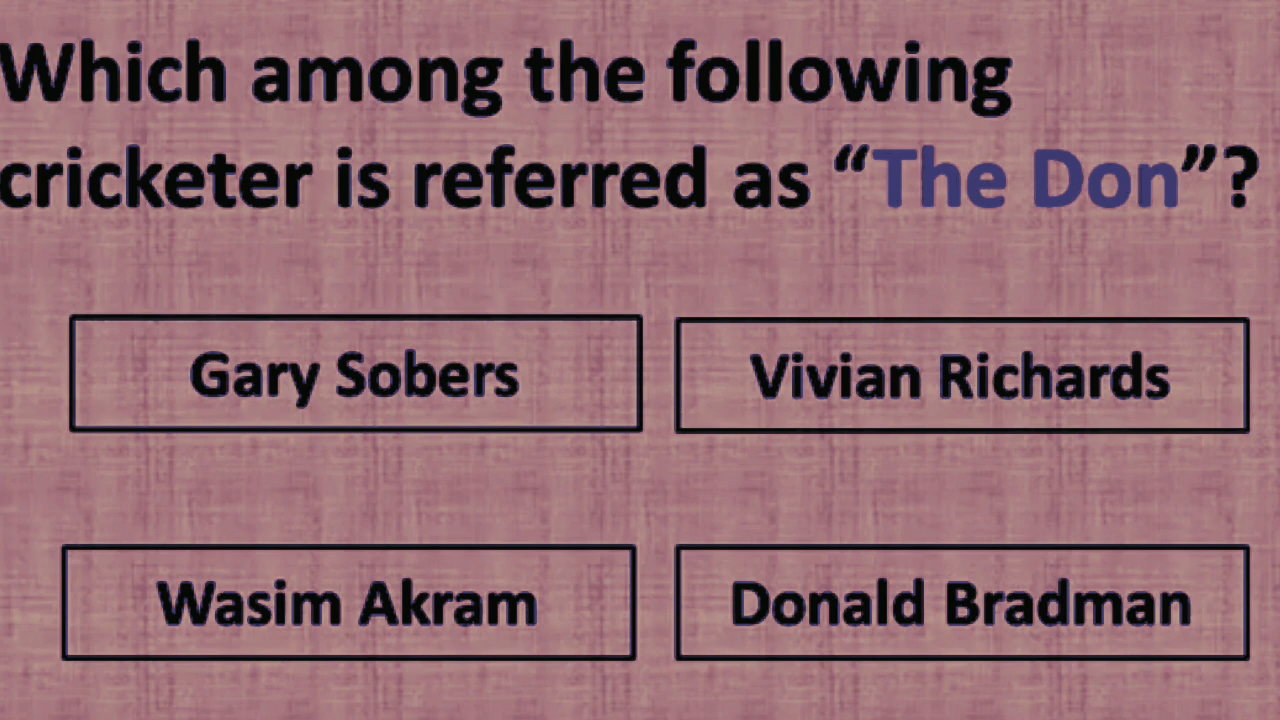 Which among the following
cricketer is referred as “The Don”?
Gary Sobers
Vivian Richards
Wasim Akram
Donald Bradman